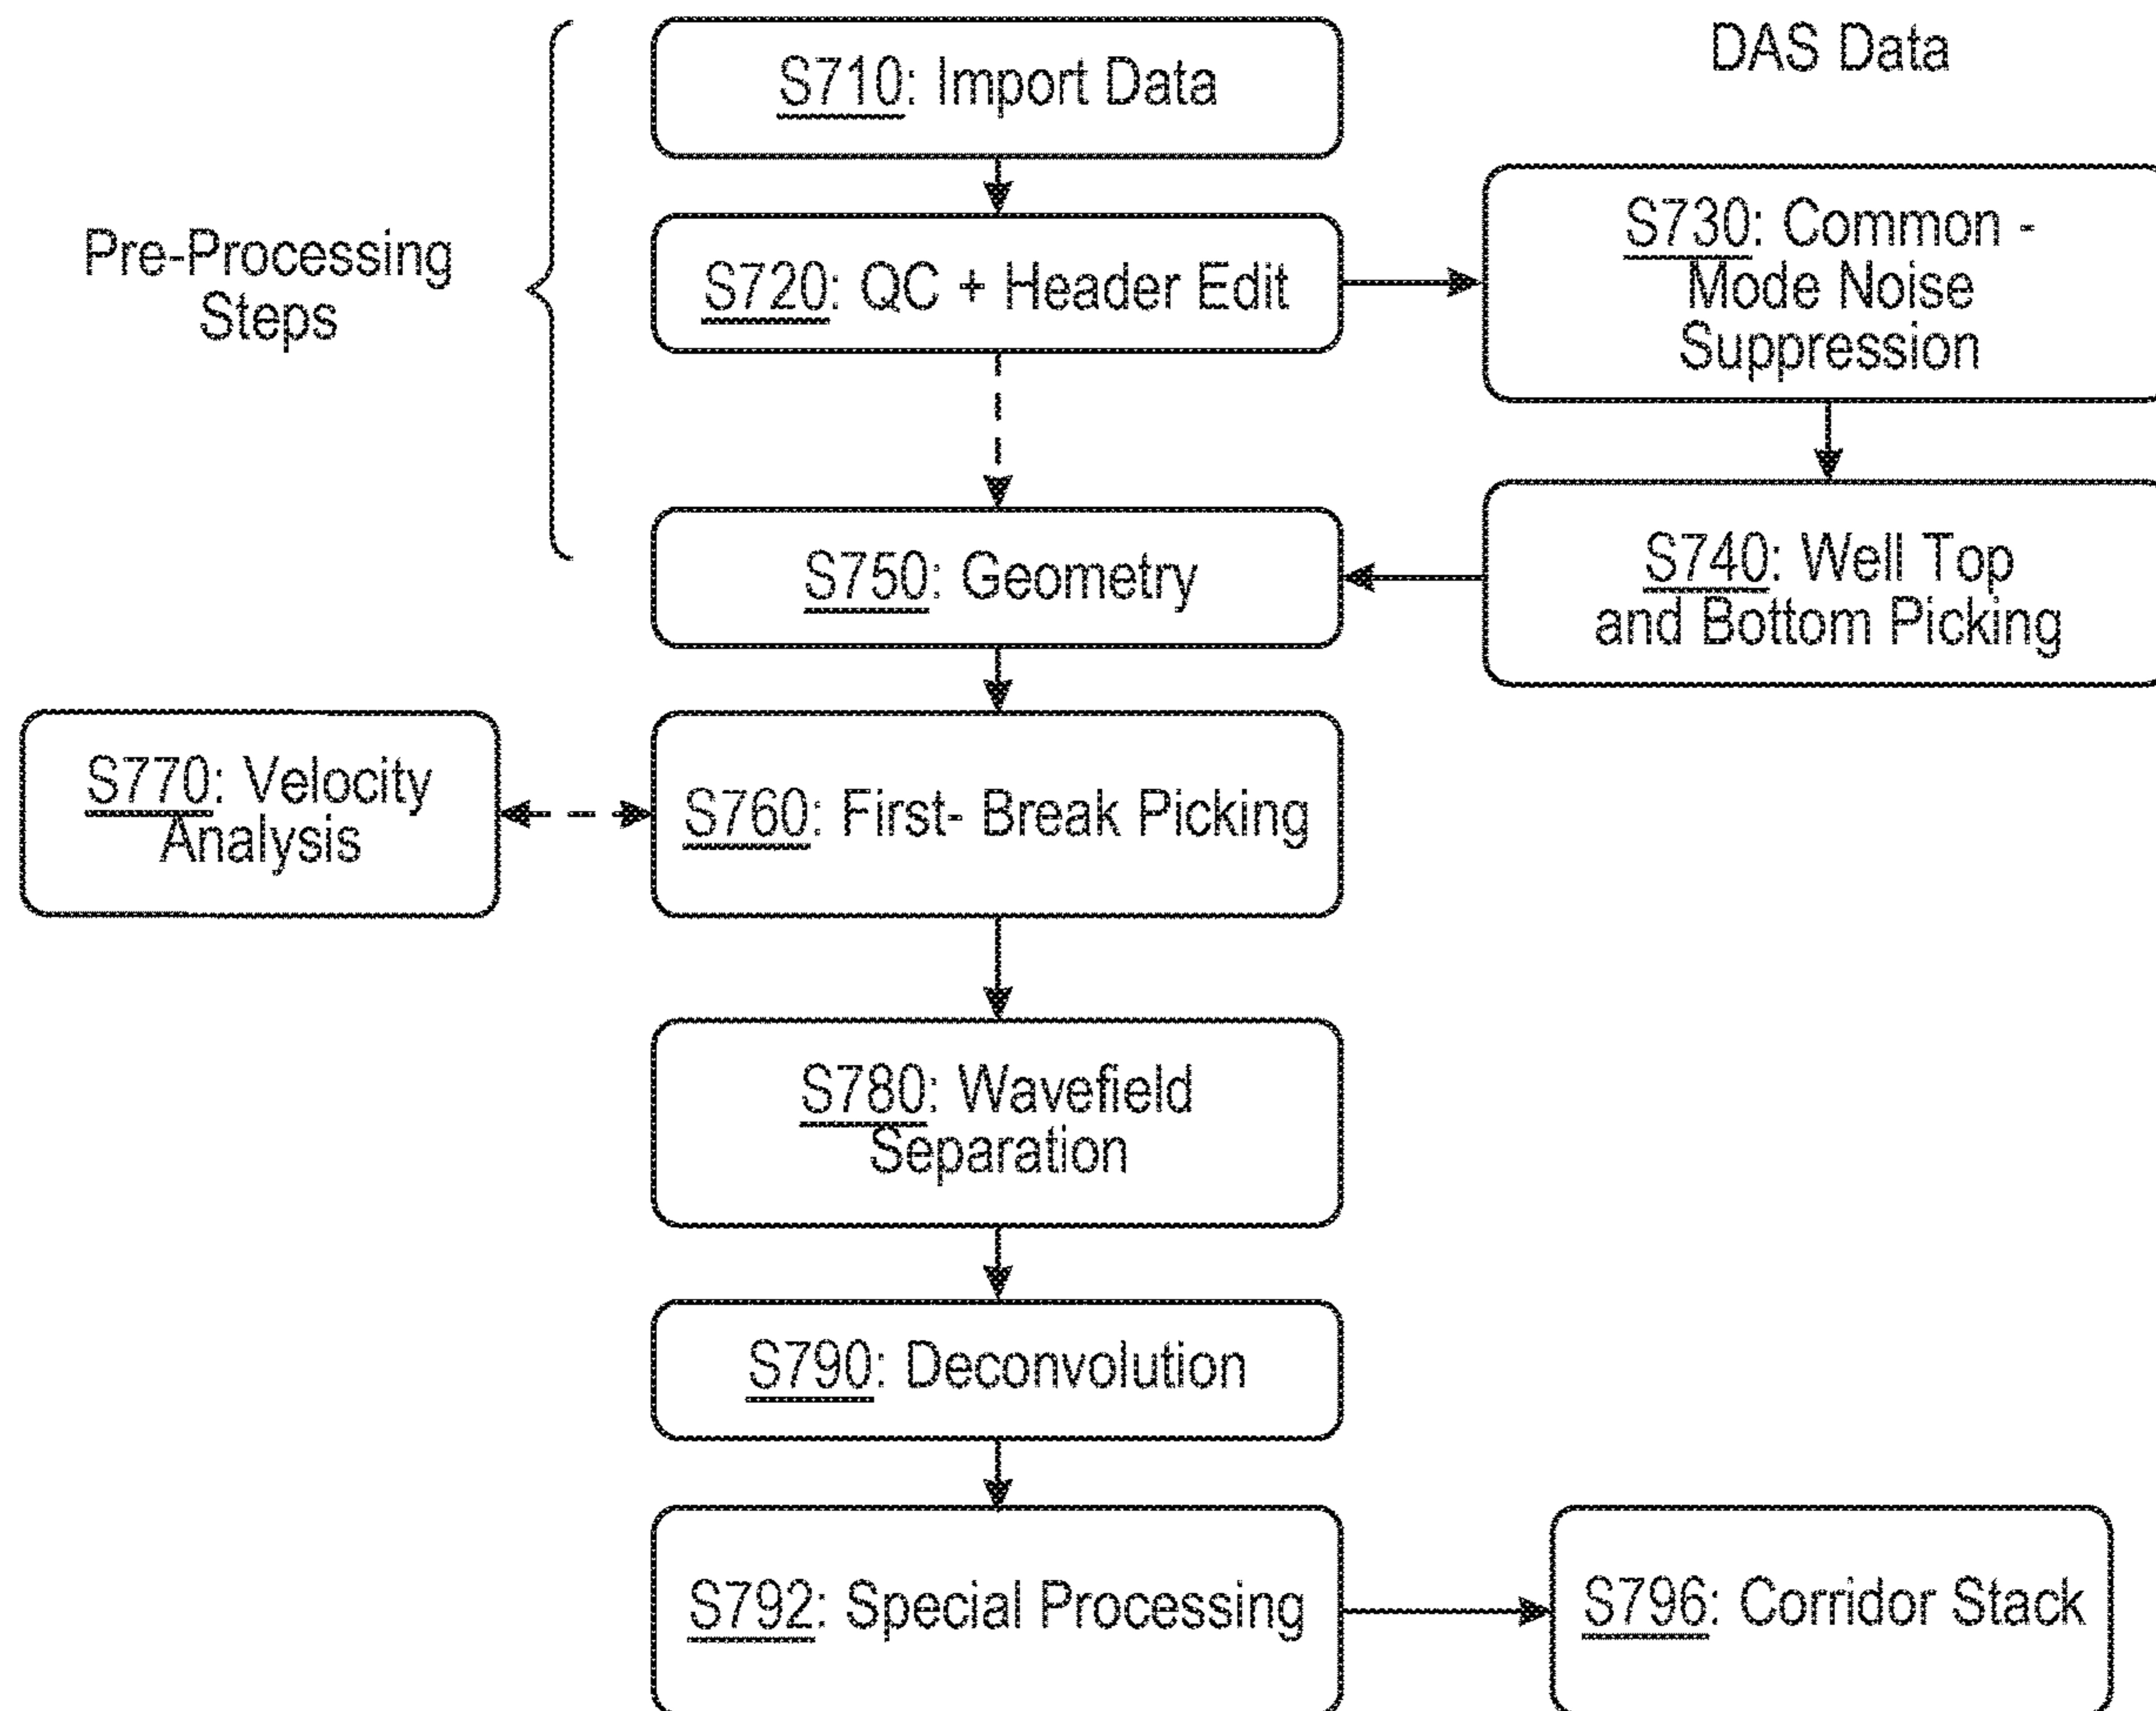 S710: Import Data
DAS Data
Pre-Processing
Steps
S720: QC + Header Edit
S730: Common -
Mode Noise
Suppression
S750: Geometry
S740: Well Top
and Bottom Picking
S770: Velocity
Analysis
S760: First- Break Picking
S780: Wavefield
Separation
S790: Deconvolution
S792: Special Processing
S796: Corridor Stack